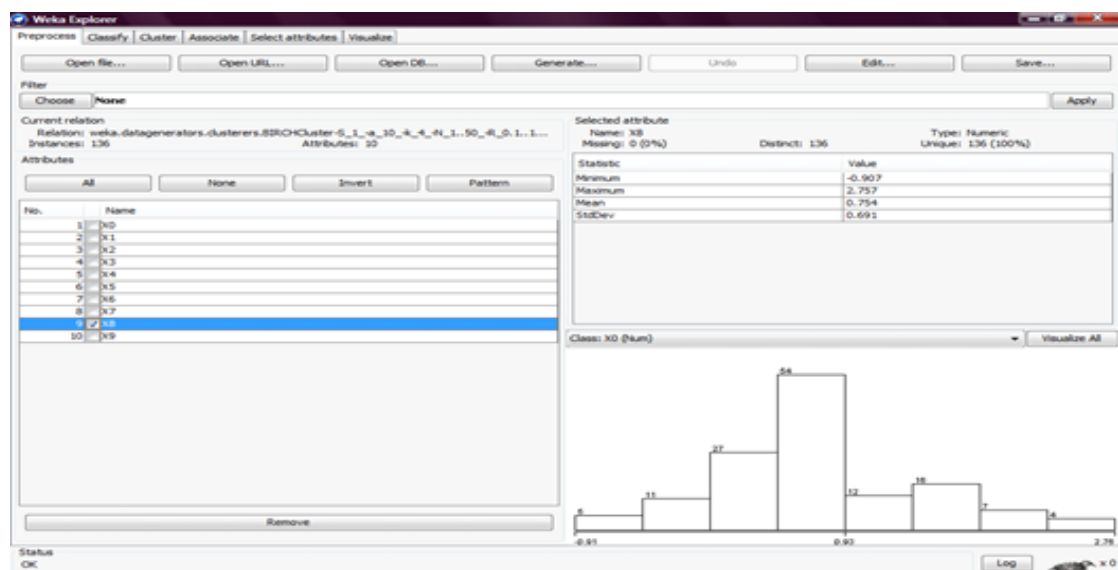 Weka Explorer
Preprocess Classify Cluster Associate Select attributes Visualize
Open file... Open URL... Open DB... Generate... Undo Edit... Save...
Filter
Choose None Apply
Current relation
Relation: weka.datagenerators.clusterers.BIRCHCluster-S_1_-a_10_-k_4_-N_1..50_-R_0.1..1...
Instances: 136 Attributes: 10
Attributes
All None Invert Pattern
No. Name
1 X0
2 X1
3 X2
4 X3
5 X4
6 X5
7 X6
8 X7
9 X8
10 X9
Remove
Selected attribute
Name: X8 Type: Numeric
Missing: 0 (0%) Distinct: 136 Unique: 136 (100%)
Statistic Value
Minimum -0.907
Maximum 2.757
Mean 0.754
StdDev 0.691
Class: X0 (Num) Visualize All
54
27
16
12
11
7
4
-0.91 0.93 2.76
Status
OK
Log x 0